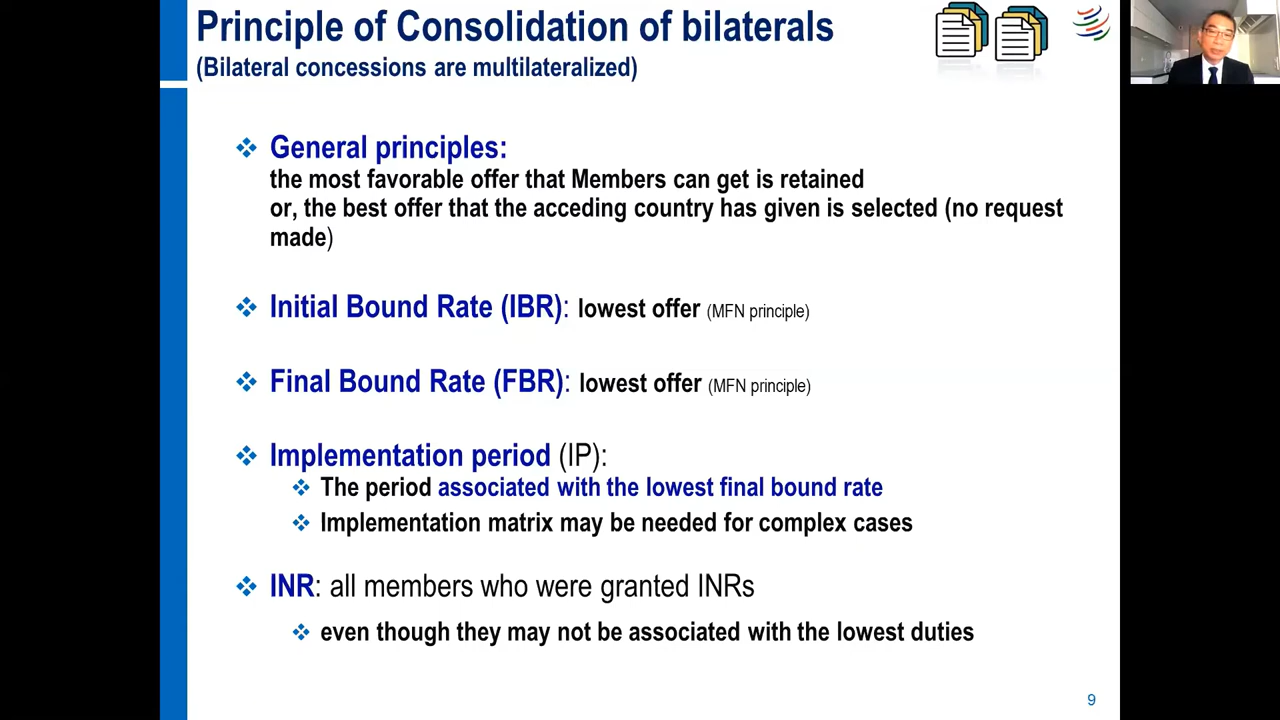 Principle of Consolidation of bilaterals
(Bilateral concessions are multilateralized)
General principles:
the most favorable offer that Members can get is retained
or, the best offer that the acceding country has given is selected (no request
made)
Initial Bound Rate (IBR): lowest offer (MFN principle)
Final Bound Rate (FBR): lowest offer (MFN principle)
Implementation period (IP):
The period associated with the lowest final bound rate
Implementation matrix may be needed for complex cases
INR: all members who were granted INRs
even though they may not be associated with the lowest duties
9